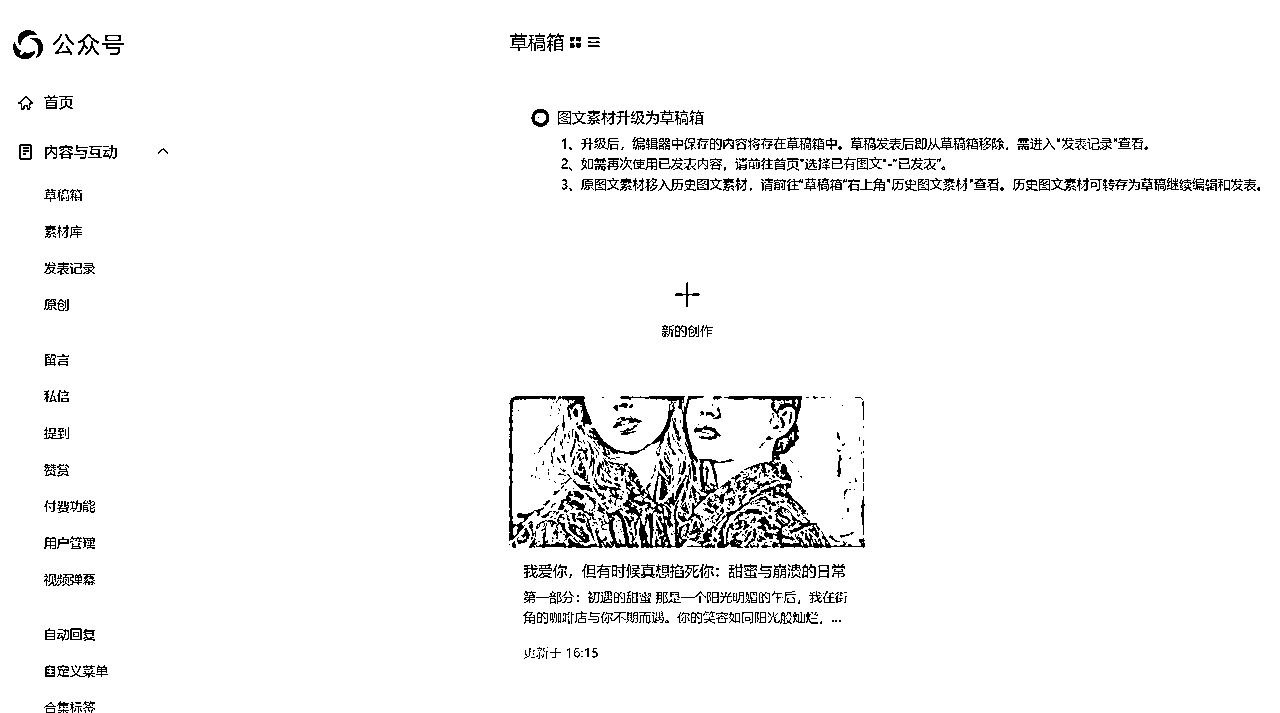 公众号
首页
内容与互动
草稿箱
素材库
发表记录
原创
留言
私信
提到
赞赏
付费功能
用户管理
视频弹幕
自动回复
自定义菜单
合集标签
草稿箱
图文素材升级为草稿箱
1、升级后，编辑器中保存的内容将存在草稿箱中。草稿发表后即从草稿箱移除，需进入"发表记录"查看。
2、如需再次使用已发表内容，请前往首页"选择已有图文"-"已发表"。
3、原图文素材移入历史图文素材，请前往"草稿箱"右上角"历史图文素材"查看。历史图文素材可转存为草稿继续编辑和发表。
新的创作
我爱你，但有时候真想掐死你：甜蜜与崩溃的日常
第一部分：初遇的甜蜜 那是一个阳光明媚的午后，我在街
角的咖啡店与你不期而遇。你的笑容如同阳光般灿烂，...
更新于 16:15